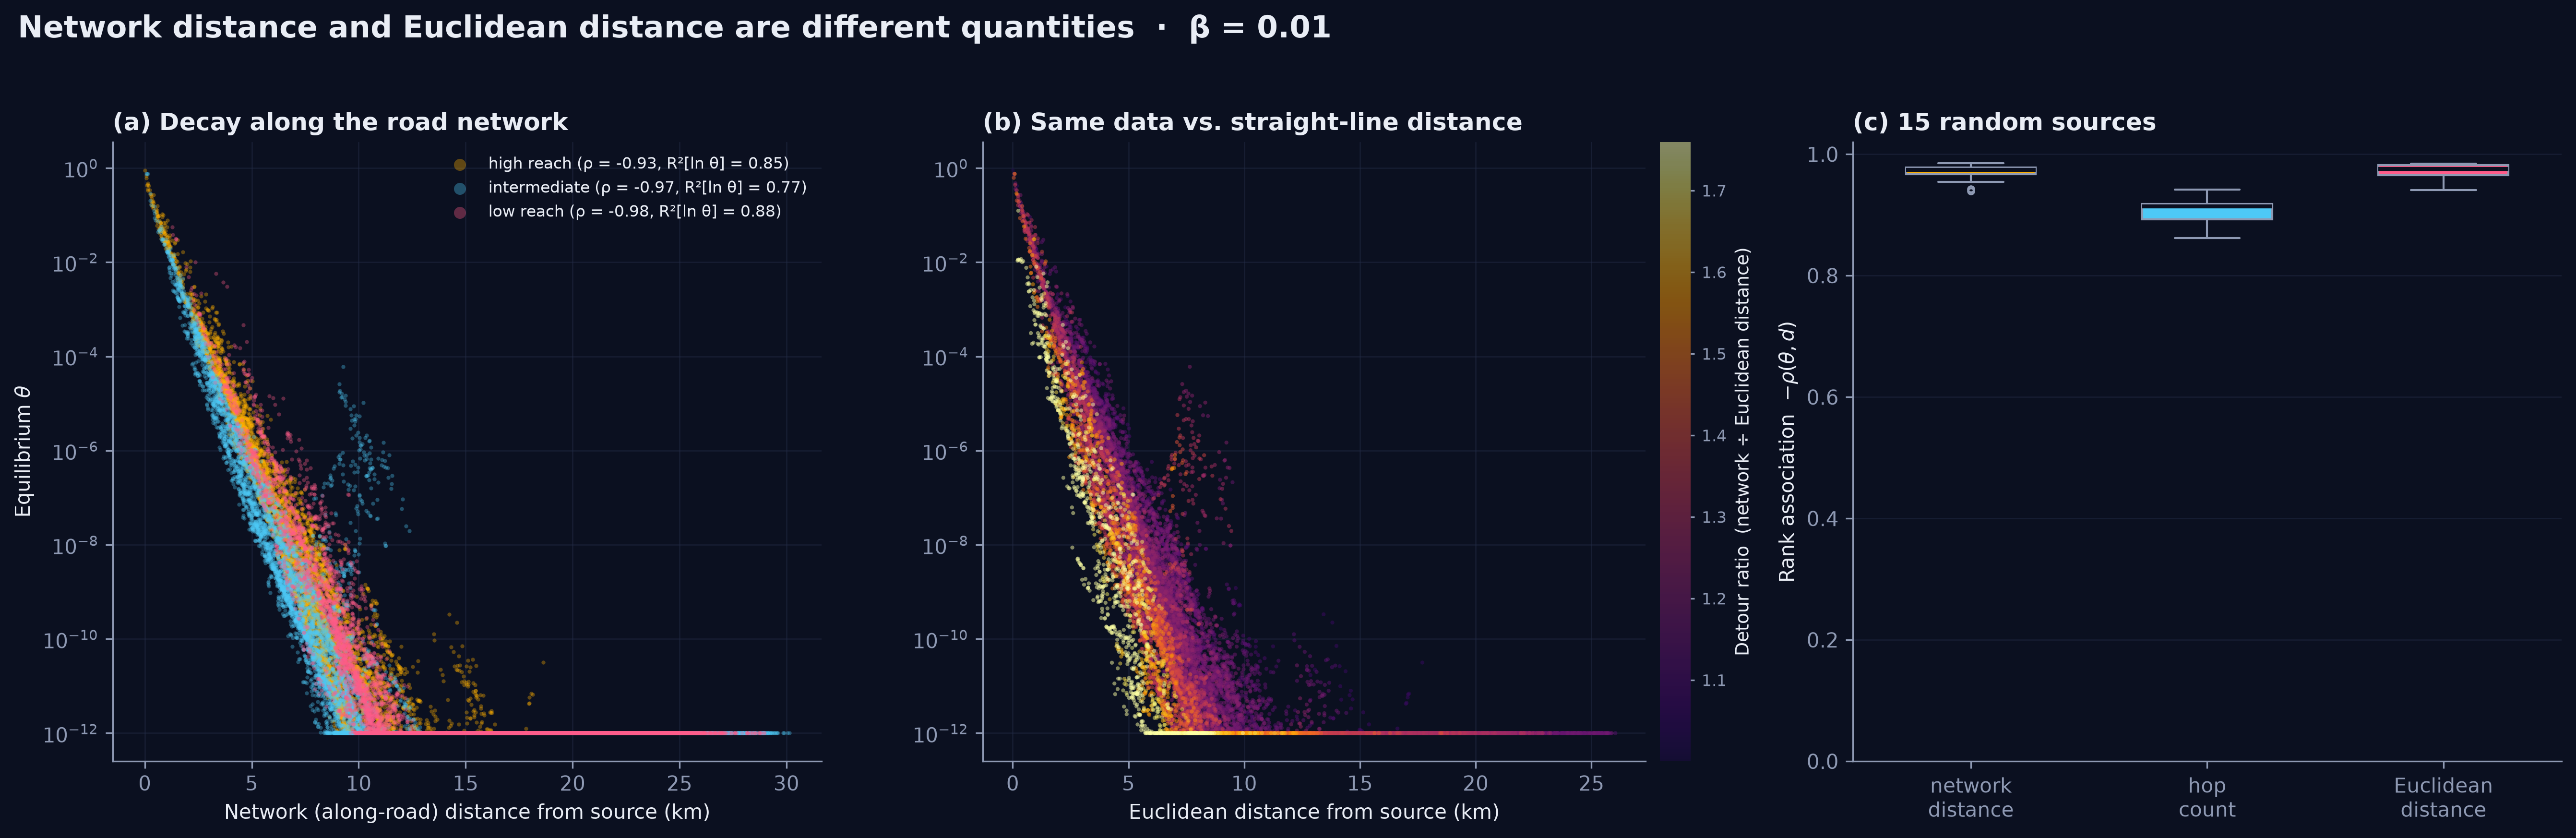 Network distance and Euclidean distance are different quantities · β = 0.01
(a) Decay along the road network
high reach (ρ = -0.93, R²[ln θ] = 0.85)
intermediate (ρ = -0.97, R²[ln θ] = 0.77)
low reach (ρ = -0.98, R²[ln θ] = 0.88)
Equilibrium θ
10⁰
10⁻²
10⁻⁴
10⁻⁶
10⁻⁸
10⁻¹⁰
10⁻¹²
0 5 10 15 20 25 30
Network (along-road) distance from source (km)
(b) Same data vs. straight-line distance
10⁰
10⁻²
10⁻⁴
10⁻⁶
10⁻⁸
10⁻¹⁰
10⁻¹²
0 5 10 15 20 25
Euclidean distance from source (km)
1.7
1.6
1.5
1.4
1.3
1.2
1.1
Detour ratio (network ÷ Euclidean distance)
(c) 15 random sources
Rank association −ρ(θ, d)
1.0
0.8
0.6
0.4
0.2
0.0
network
distance
hop
count
Euclidean
distance